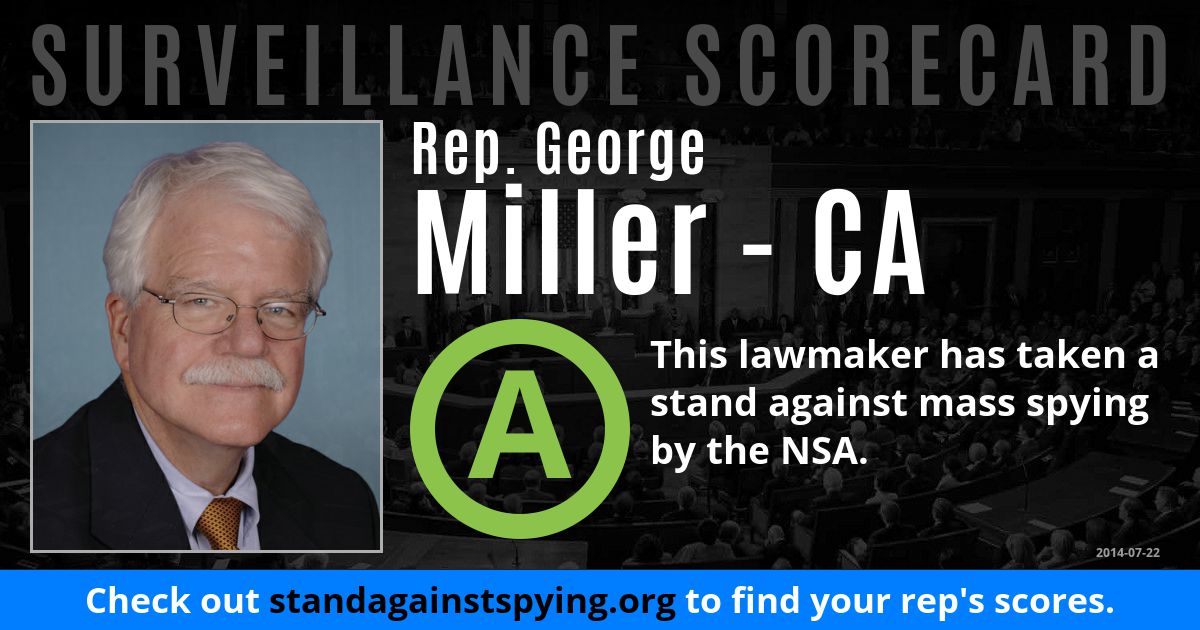 SURVEILLANCE SCORECARD
Rep. George
Miller - CA
A
This lawmaker has taken a
stand against mass spying
by the NSA.
2014-07-22
Check out standagainstspying.org to find your rep's scores.